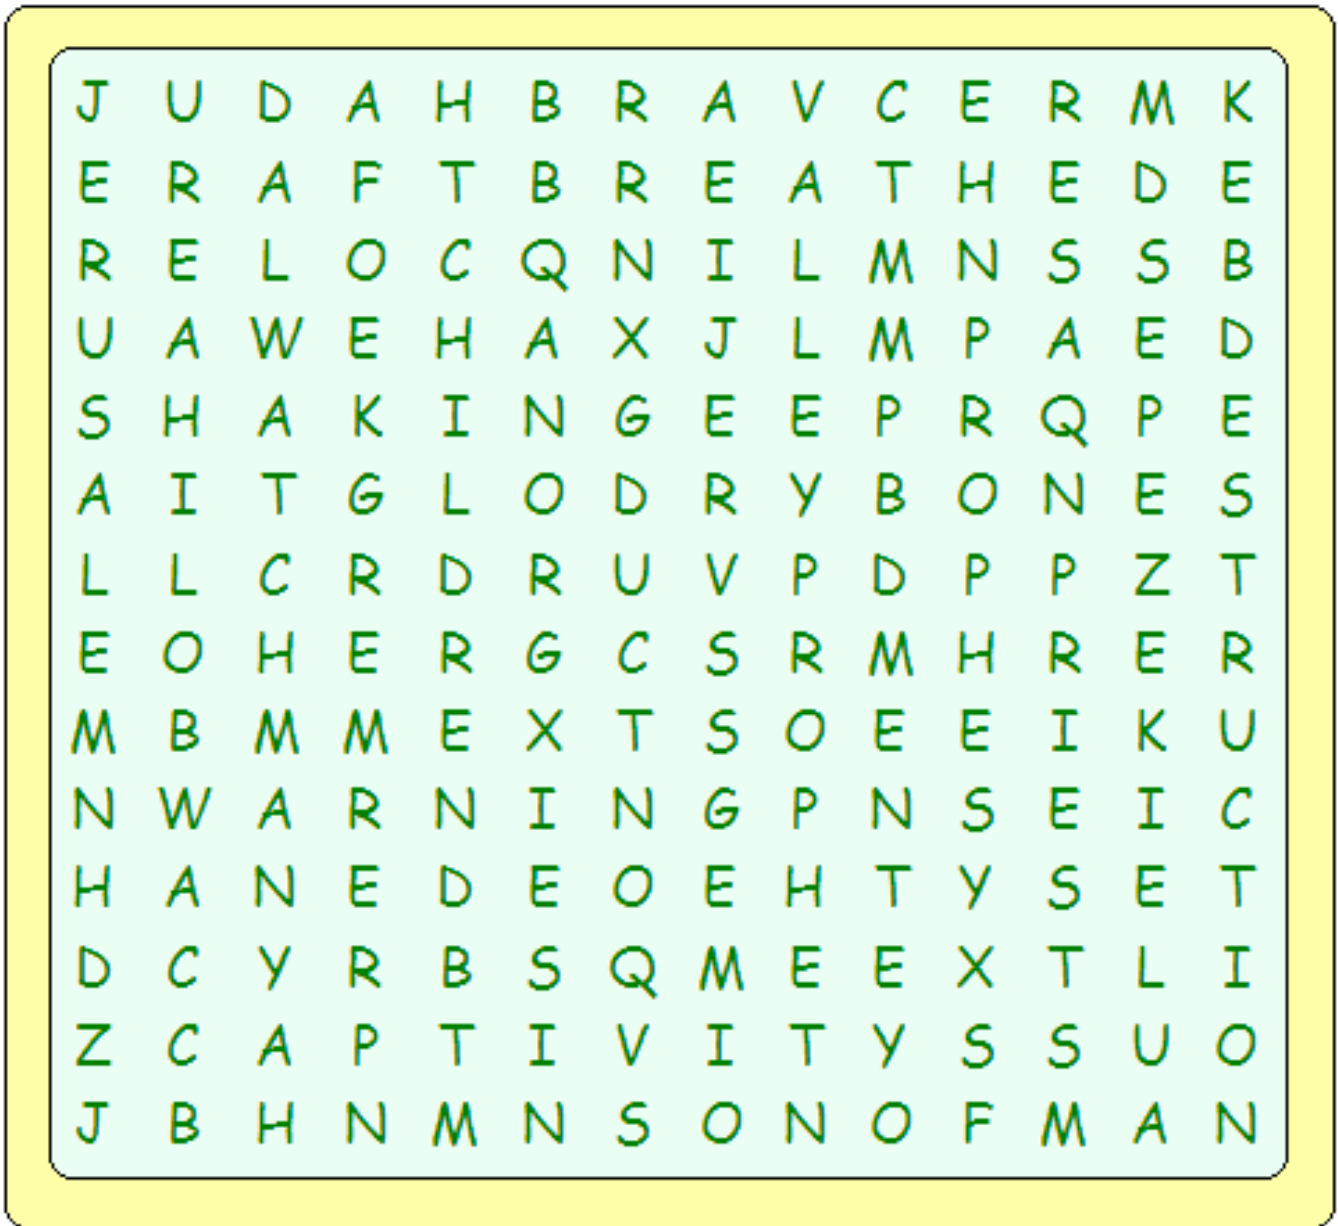 J U D A H B R A V C E R M K
E R A F T B R E A T H E D E
R E L O C Q N I L M N S S B
U A W E H A X J L M P A E D
S H A K I N G E E P R Q P E
A I T G L O D R Y B O N E S
L L C R D R U V P D P P Z T
E O H E R G C S R M H R E R
M B M M E X T S O E E I K U
N W A R N I N G P N S E I C
H A N E D E O E H T Y S E T
D C Y R B S Q M E E X T L I
Z C A P T I V I T Y S S U O
J B H N M N S O N O F M A N